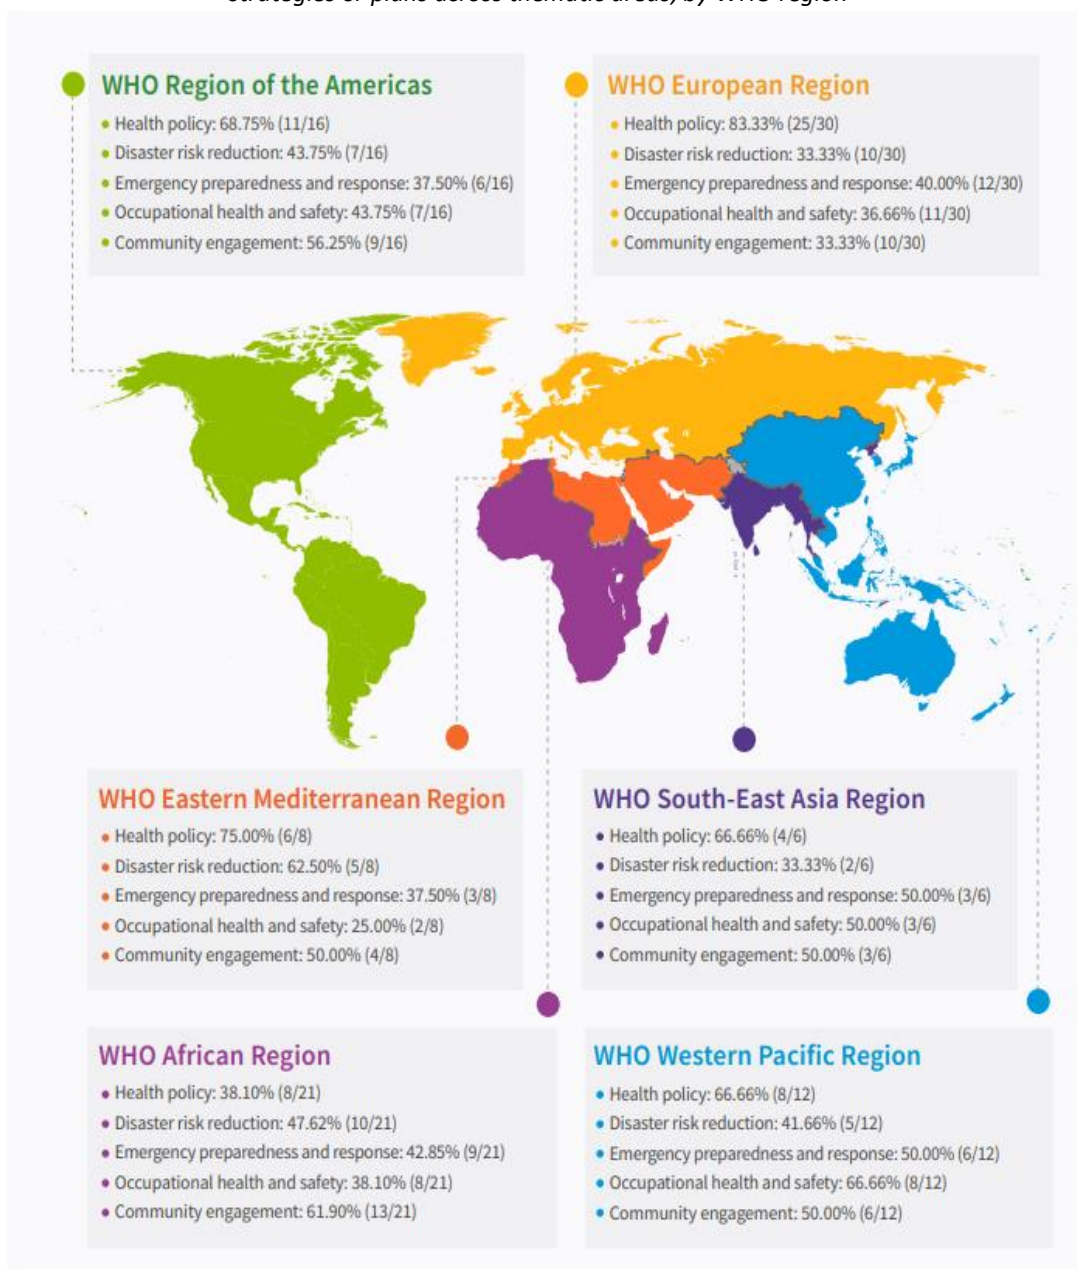 strategies or plans across thematic areas, by WHO region
WHO Region of the Americas
• Health policy: 68.75% (11/16)
• Disaster risk reduction: 43.75% (7/16)
• Emergency preparedness and response: 37.50% (6/16)
• Occupational health and safety: 43.75% (7/16)
• Community engagement: 56.25% (9/16)
WHO European Region
• Health policy: 83.33% (25/30)
• Disaster risk reduction: 33.33% (10/30)
• Emergency preparedness and response: 40.00% (12/30)
• Occupational health and safety: 36.66% (11/30)
• Community engagement: 33.33% (10/30)
WHO Eastern Mediterranean Region
• Health policy: 75.00% (6/8)
• Disaster risk reduction: 62.50% (5/8)
• Emergency preparedness and response: 37.50% (3/8)
• Occupational health and safety: 25.00% (2/8)
• Community engagement: 50.00% (4/8)
WHO South-East Asia Region
• Health policy: 66.66% (4/6)
• Disaster risk reduction: 33.33% (2/6)
• Emergency preparedness and response: 50.00% (3/6)
• Occupational health and safety: 50.00% (3/6)
• Community engagement: 50.00% (3/6)
WHO African Region
• Health policy: 38.10% (8/21)
• Disaster risk reduction: 47.62% (10/21)
• Emergency preparedness and response: 42.85% (9/21)
• Occupational health and safety: 38.10% (8/21)
• Community engagement: 61.90% (13/21)
WHO Western Pacific Region
• Health policy: 66.66% (8/12)
• Disaster risk reduction: 41.66% (5/12)
• Emergency preparedness and response: 50.00% (6/12)
• Occupational health and safety: 66.66% (8/12)
• Community engagement: 50.00% (6/12)